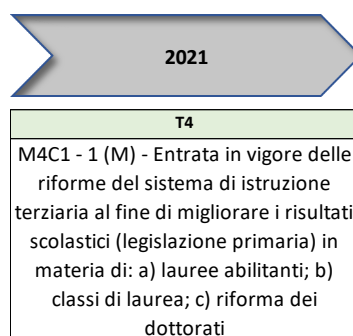 2021
T4
M4C1 - 1 (M) - Entrata in vigore delle
riforme del sistema di istruzione
terziaria al fine di migliorare i risultati
scolastici (legislazione primaria) in
materia di: a) lauree abilitanti; b)
classi di laurea; c) riforma dei
dottorati